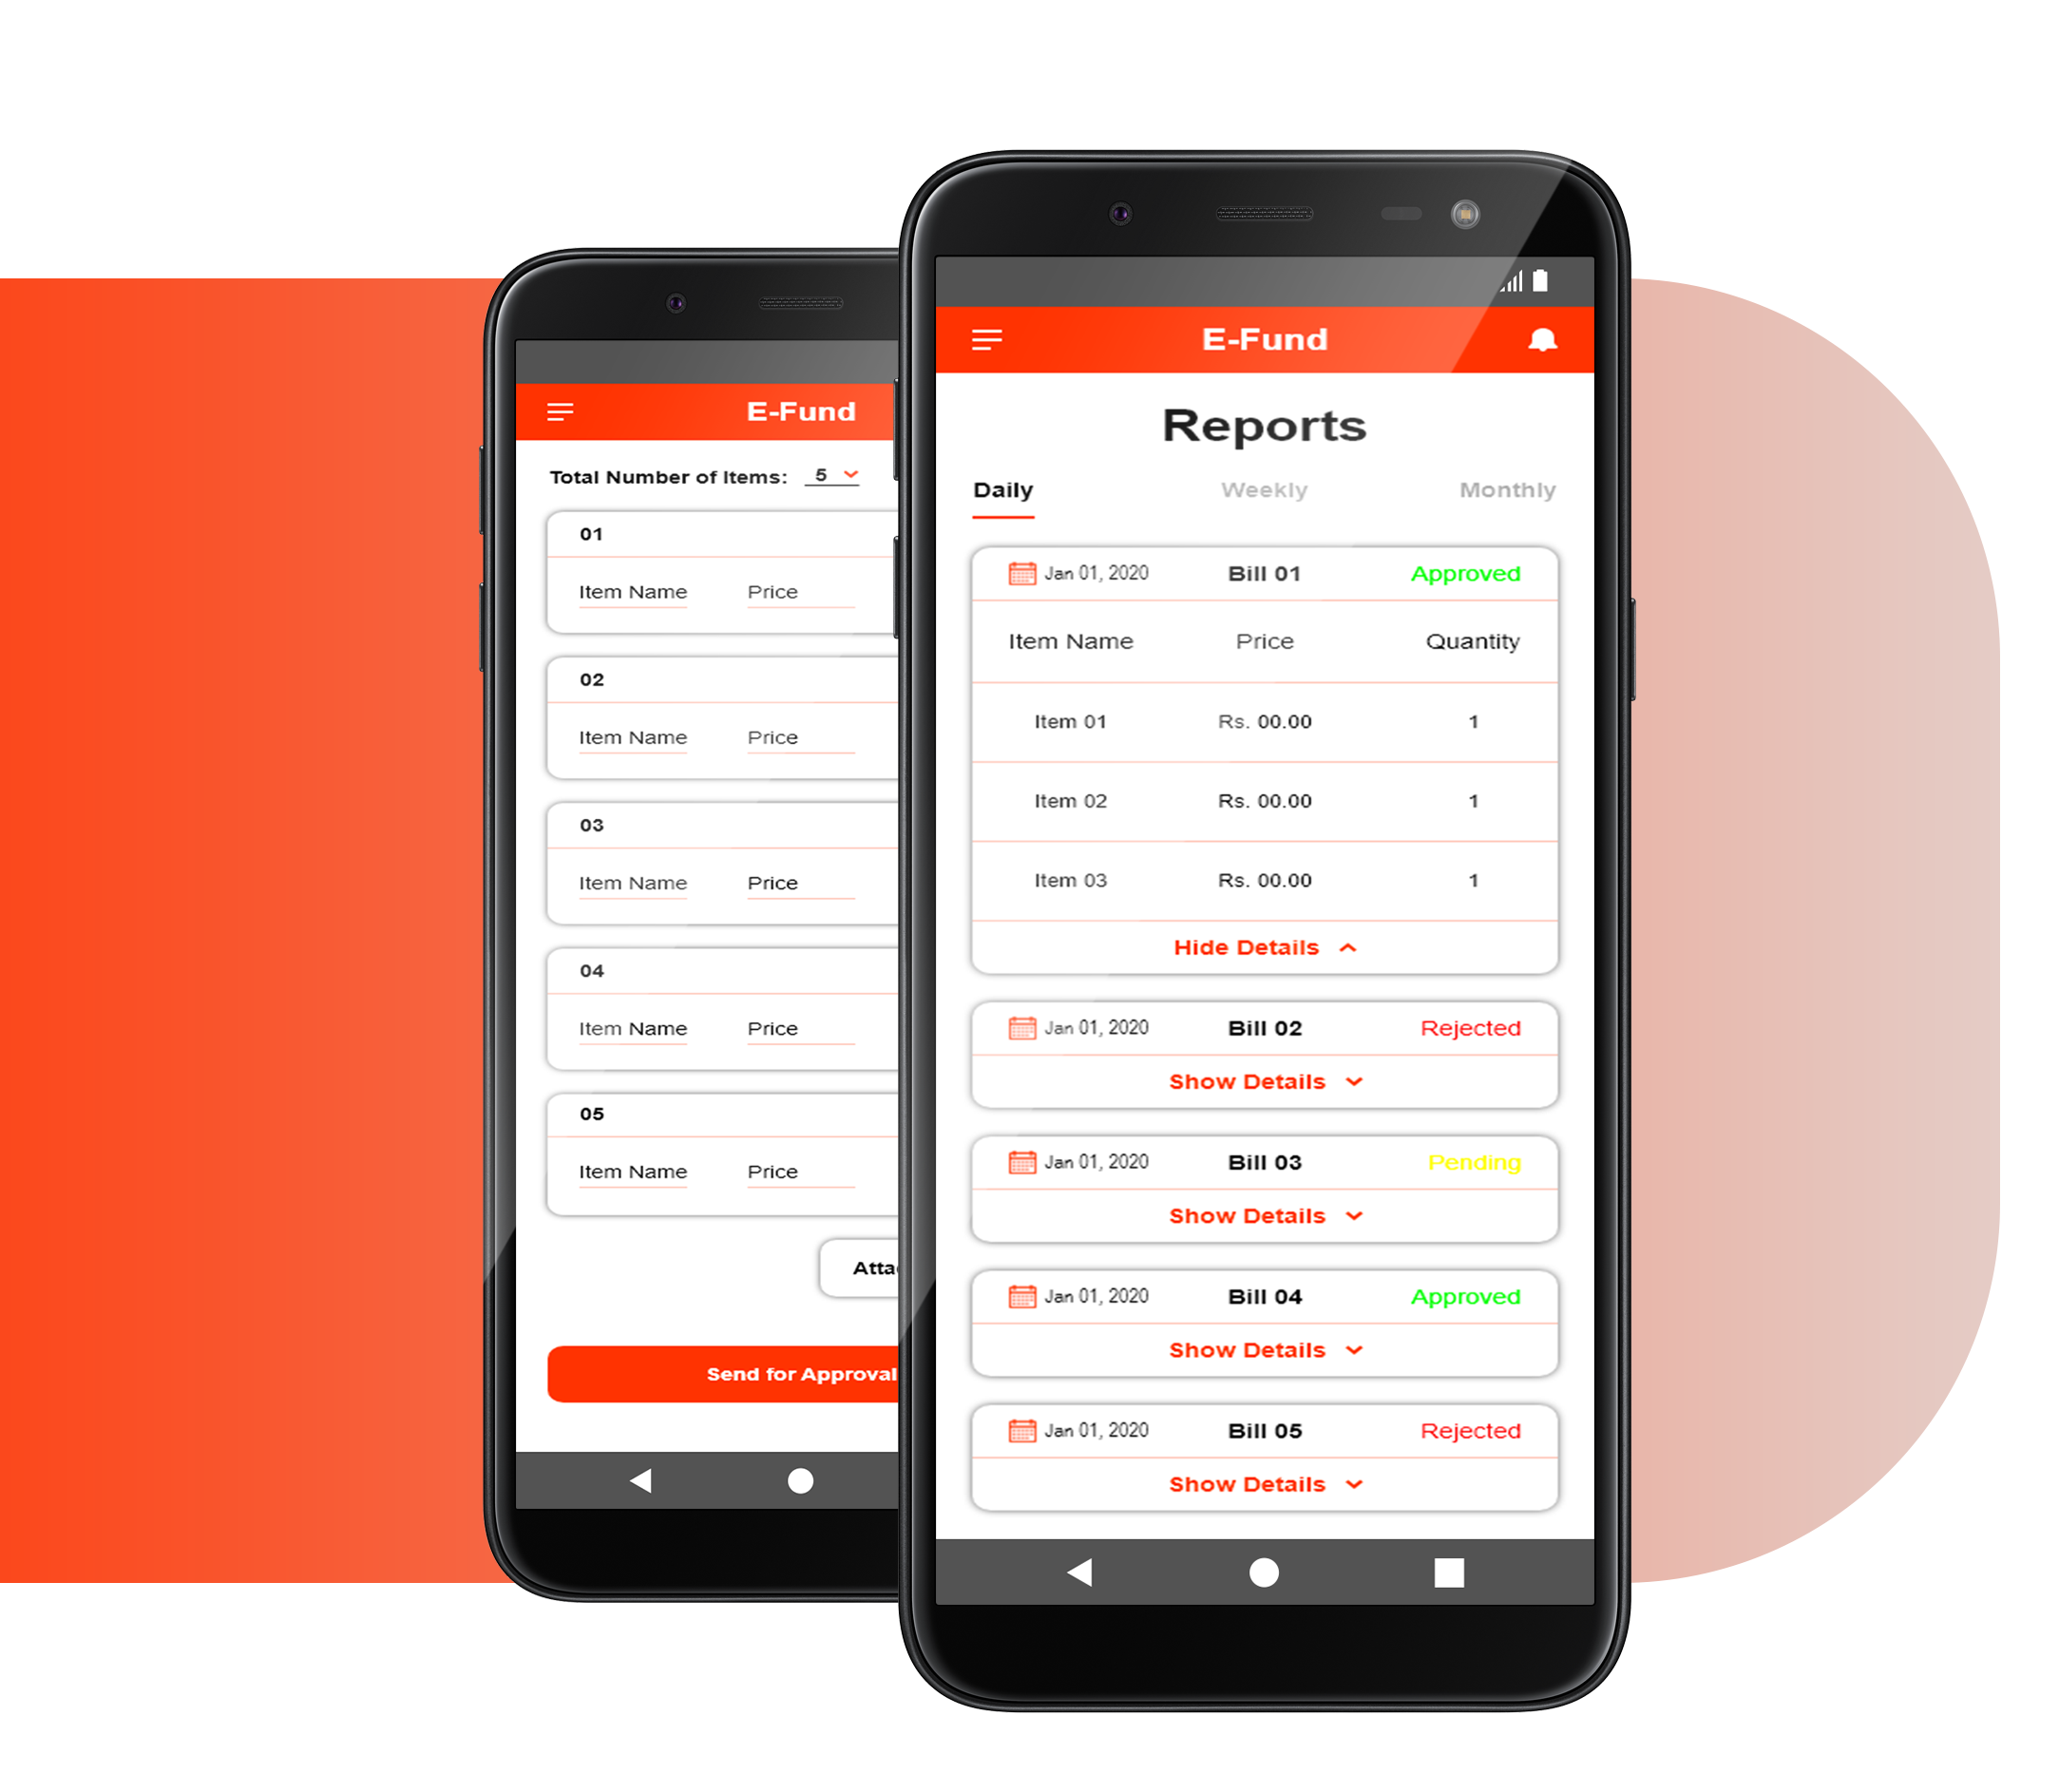 E-Fund
Total Number of Items: 5
01
Item Name Price
02
Item Name Price
03
Item Name Price
04
Item Name Price
05
Item Name Price
Send for Approval
E-Fund
Reports
Daily Weekly Monthly
Jan 01, 2020 Bill 01 Approved
Item Name Price Quantity
Item 01 Rs. 00.00 1
Item 02 Rs. 00.00 1
Item 03 Rs. 00.00 1
Hide Details
Jan 01, 2020 Bill 02 Rejected
Show Details
Jan 01, 2020 Bill 03 Pending
Show Details
Jan 01, 2020 Bill 04 Approved
Show Details
Jan 01, 2020 Bill 05 Rejected
Show Details